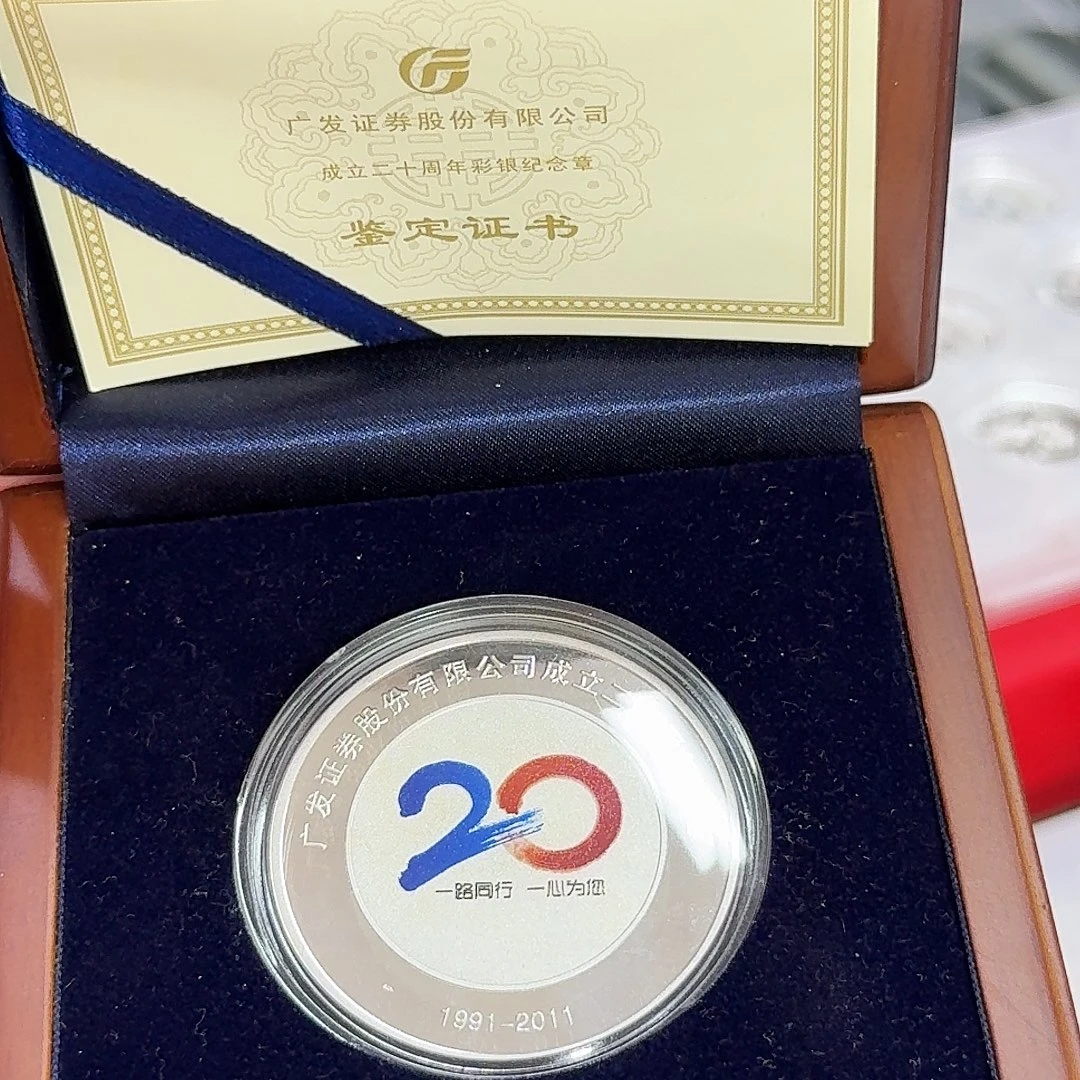 广发证券股份有限公司
成立二十周年彩银纪念章
鉴定证书
广发证券股份有限公司成立二
20
一路同行 一心为您
1991-2011